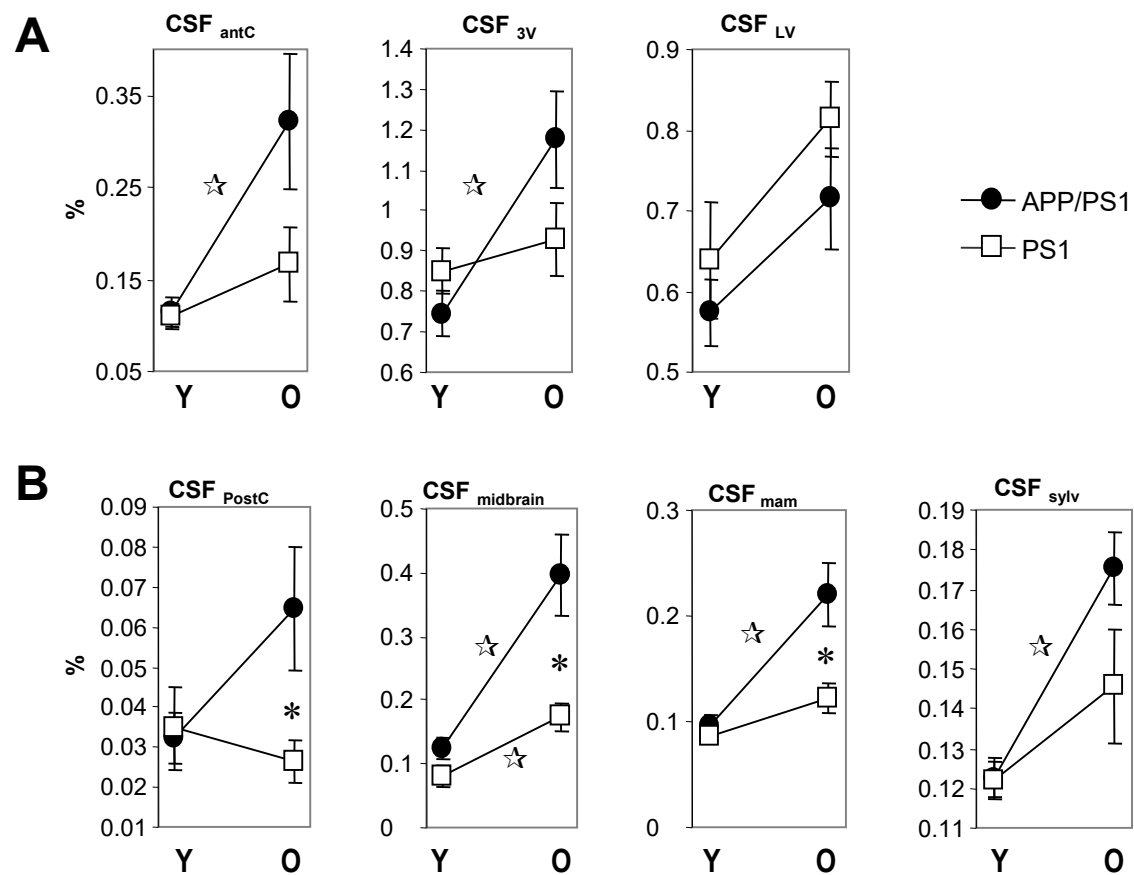 A
CSF antC
CSF 3V
CSF LV
%
0.35
0.25
0.15
0.05
Y O
1.4
1.3
1.2
1.1
1
0.9
0.8
0.7
0.6
Y O
0.9
0.8
0.7
0.6
0.5
Y O
APP/PS1
PS1
B
CSF PostC
CSF midbrain
CSF mam
CSF sylv
%
0.09
0.08
0.07
0.06
0.05
0.04
0.03
0.02
0.01
*
Y O
0.5
0.4
0.3
0.2
0.1
0
*
Y O
0.3
0.2
0.1
0
*
Y O
0.19
0.18
0.17
0.16
0.15
0.14
0.13
0.12
0.11
Y O